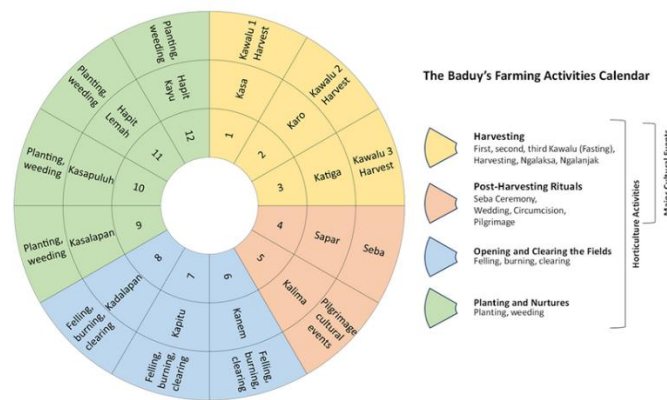 Kawalu 1
Harvest
Kasa
1
Kawalu 2
Harvest
Karo
2
Kawalu 3
Harvest
Katiga
3
Seba
Sapar
4
Pilgrimage
cultural
events
Kalima
5
Felling,
burning,
clearing
Kanem
6
Felling,
burning,
clearing
Kapitu
7
Felling,
burning,
clearing
Kadalapan
8
Planting,
weeding
Kasalapan
9
Planting,
weeding
Kasapuluh
10
Planting,
weeding
Hapit
Lemah
11
Planting,
weeding
Hapit
Kayu
12
The Baduy's Farming Activities Calendar
Harvesting
First, second, third Kawalu (Fasting),
Harvesting, Ngalaksa, Ngalanjak
Post-Harvesting Rituals
Seba Ceremony,
Wedding, Circumcision,
Pilgrimage
Opening and Clearing the Fields
Felling, burning, clearing
Planting and Nurtures
Planting, weeding
Horticulture Activities
Major Cultural Events